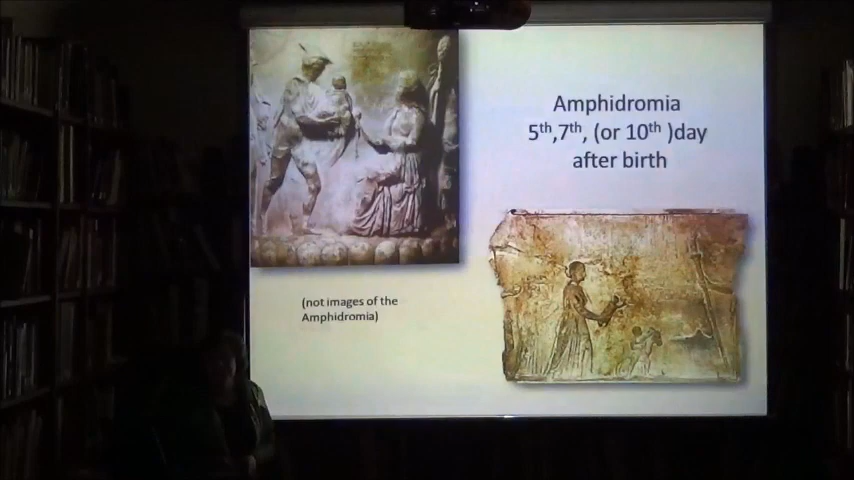 Amphidromia
5th,7th, (or 10th )day
after birth
(not images of the
Amphidromia)